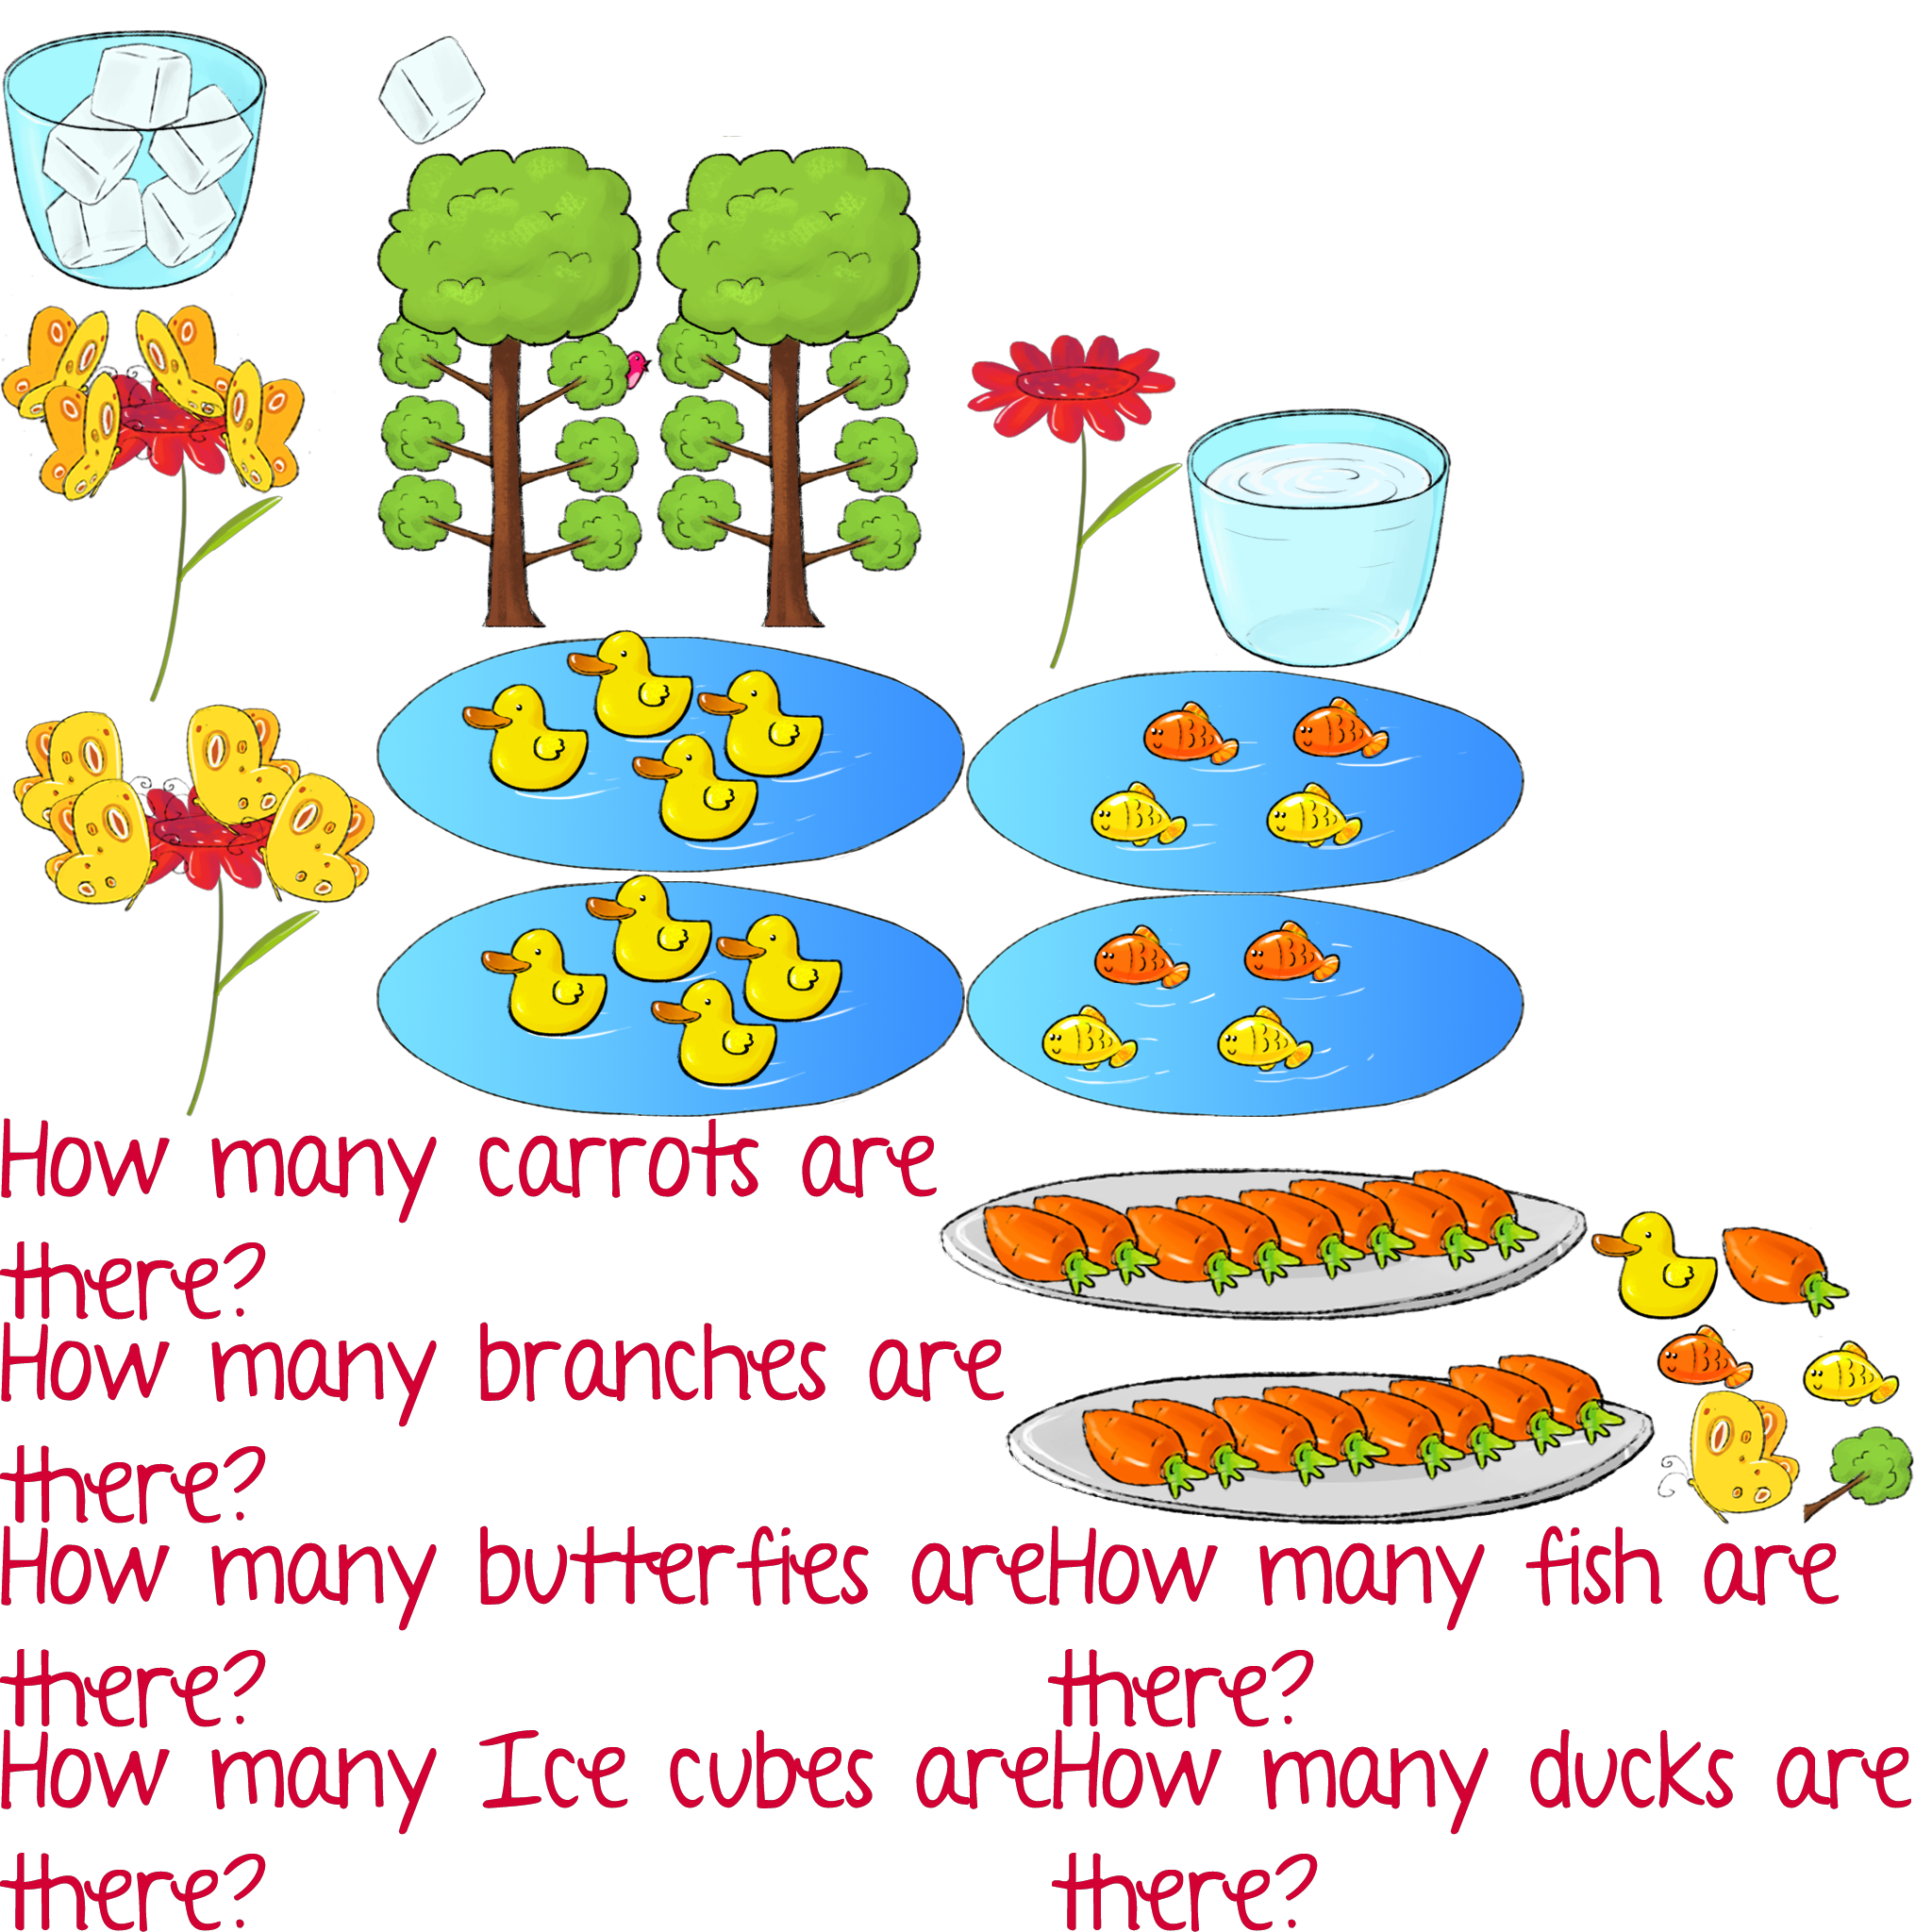 How many carrots are
there?
How many branches are
there?
How many butterfies are
there?
How many fish are
there?
How many Ice cubes are
there?
How many ducks are
there?